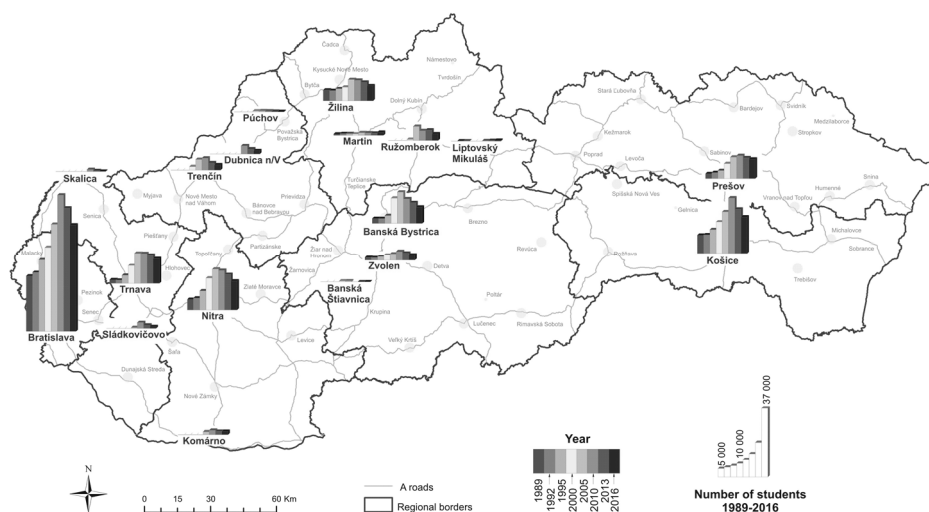 Čadca
Námestovo
Kysucké Nové Mesto
Tvrdošín
Bytča
Žilina
Dolný Kubín
Stará Ľubovňa
Bardejov
Svidník
Medzilaborce
Stropkov
Púchov
Považská
Bystrica
Martin
Ružomberok
Liptovský
Mikuláš
Kežmarok
Poprad
Levoča
Sabinov
Dubnica n/V
Trenčín
Turčianske
Teplice
Spišská Nová Ves
Prešov
Snina
Humenné
Vranov nad Topľou
Skalica
Myjava
Nové Mesto
nad Váhom
Prievidza
Bánovce
nad Bebravou
Senica
Banská Bystrica
Brezno
Gelnica
Michalovce
Sobrance
Piešťany
Partizánske
Topoľčany
Žiar nad
Hronom
Revúca
Rožňava
Košice
Malacky
Hlohovec
Zvolen
Detva
Trebišov
Trnava
Žarnovica
Banská
Štiavnica
Zlaté Moravce
Poltár
Pezinok
Senec
Nitra
Krupina
Lučenec
Rimavská Sobota
Bratislava
Sládkovičovo
Šaľa
Levice
Veľký Krtíš
Dunajská Streda
Nové Zámky
Komárno
N
0 15 30 60 Km
A roads
Regional borders
Year
1989
1992
1995
2000
2005
2010
2013
2016
5 000
10 000
37 000
Number of students
1989-2016